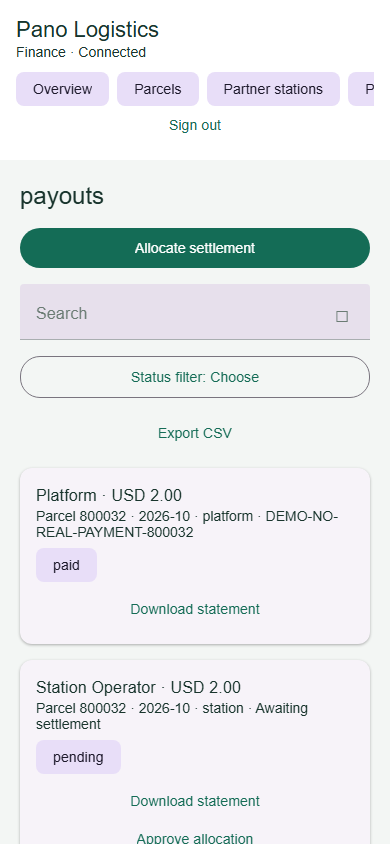 Pano Logistics
Finance · Connected
Overview
Parcels
Partner stations
P
Sign out
payouts
Allocate settlement
Search
Status filter: Choose
Export CSV
Platform · USD 2.00
Parcel 800032 · 2026-10 · platform · DEMO-NO-
REAL-PAYMENT-800032
paid
Download statement
Station Operator · USD 2.00
Parcel 800032 · 2026-10 · station · Awaiting
settlement
pending
Download statement
Approve allocation